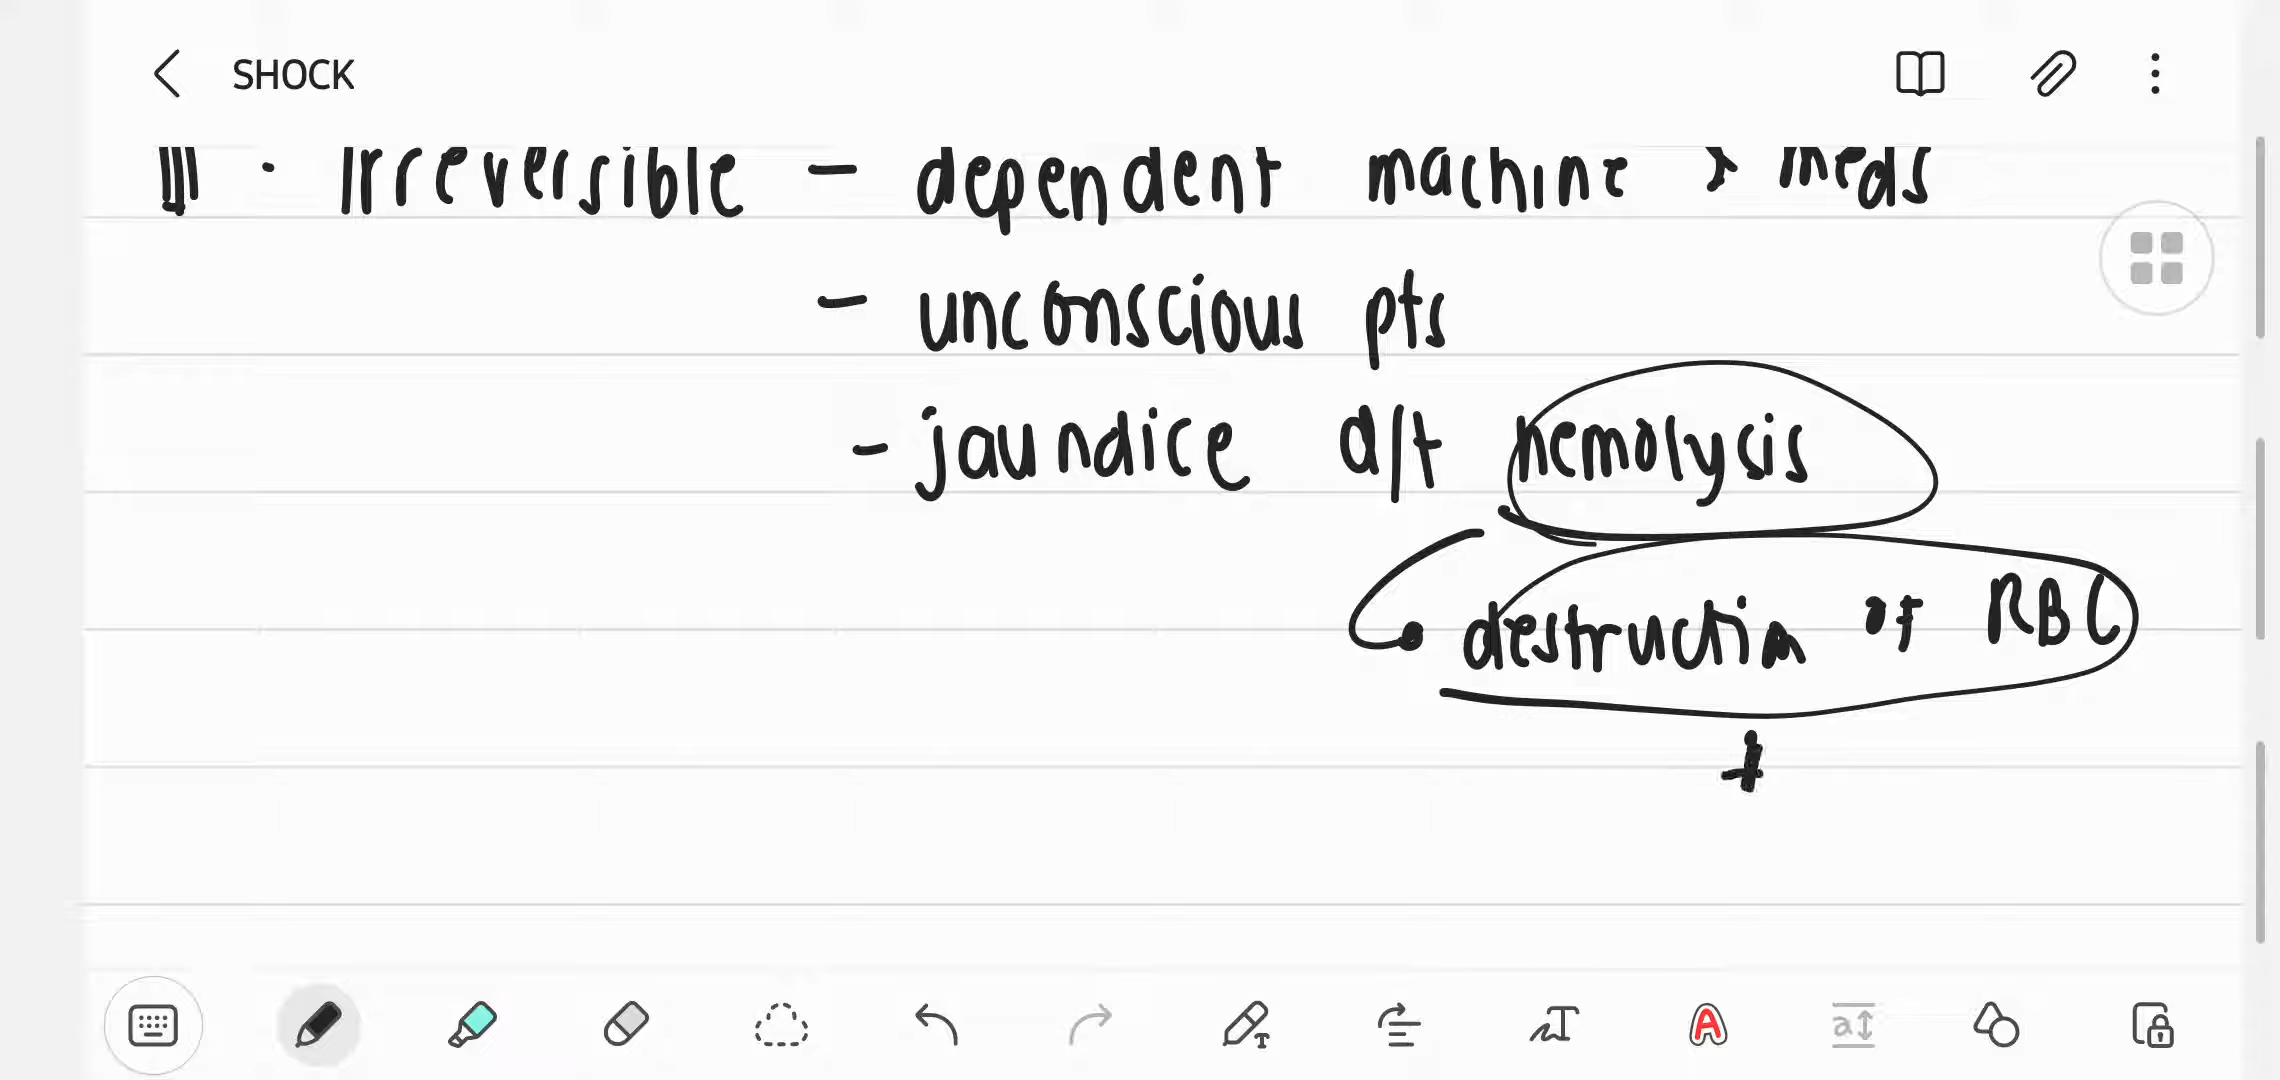 SHOCK
III. Irreversible - dependent machine & meds
- unconscious pts
- jaundice d/t hemolysis
destruction of RBC